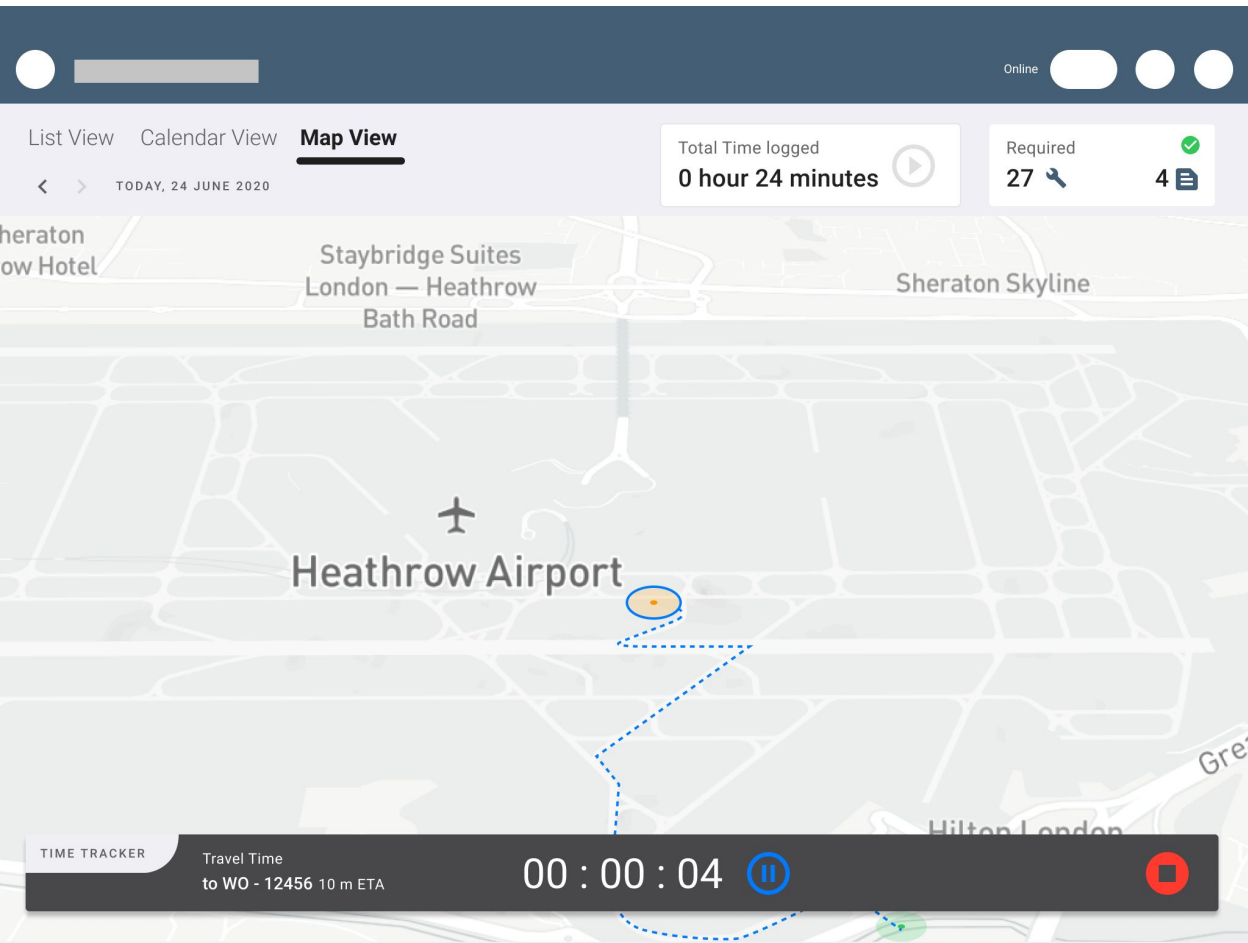 Online
List View Calendar View Map View
TODAY, 24 JUNE 2020
Total Time logged
0 hour 24 minutes
Required
27 4
heraton
ow Hotel
Staybridge Suites
London — Heathrow
Bath Road
Sheraton Skyline
Heathrow Airport
Gre
Hilton London
TIME TRACKER
Travel Time
to WO - 12456 10 m ETA
00 : 00 : 04